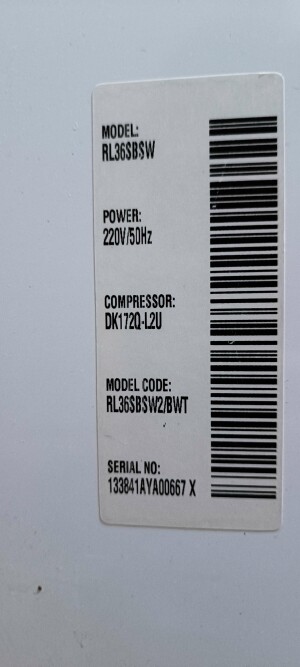 MODEL:
RL36SBSW
POWER:
220V/50Hz
COMPRESSOR:
DK172Q-L2U
MODEL CODE:
RL36SBSW2/BWT
SERIAL NO:
133841AYA00667 X